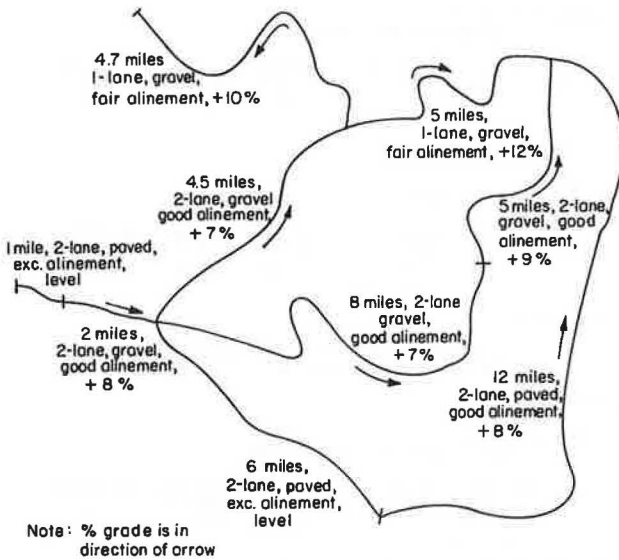 4.7 miles
1-lane, gravel,
fair alinement, +10%
5 miles,
1-lane, gravel,
fair alinement, +12%
4.5 miles,
2-lane, gravel
good alinement,
+7%
5 miles, 2-lane,
gravel, good
alinement,
+9%
1 mile, 2-lane, paved,
exc. alinement,
level
8 miles, 2-lane
gravel,
good alinement,
+7%
2 miles,
2-lane, gravel,
good alinement,
+8%
12 miles,
2-lane, paved,
good alinement,
+8%
6 miles,
2-lane, paved,
exc. alinement,
level
Note: % grade is in
direction of arrow